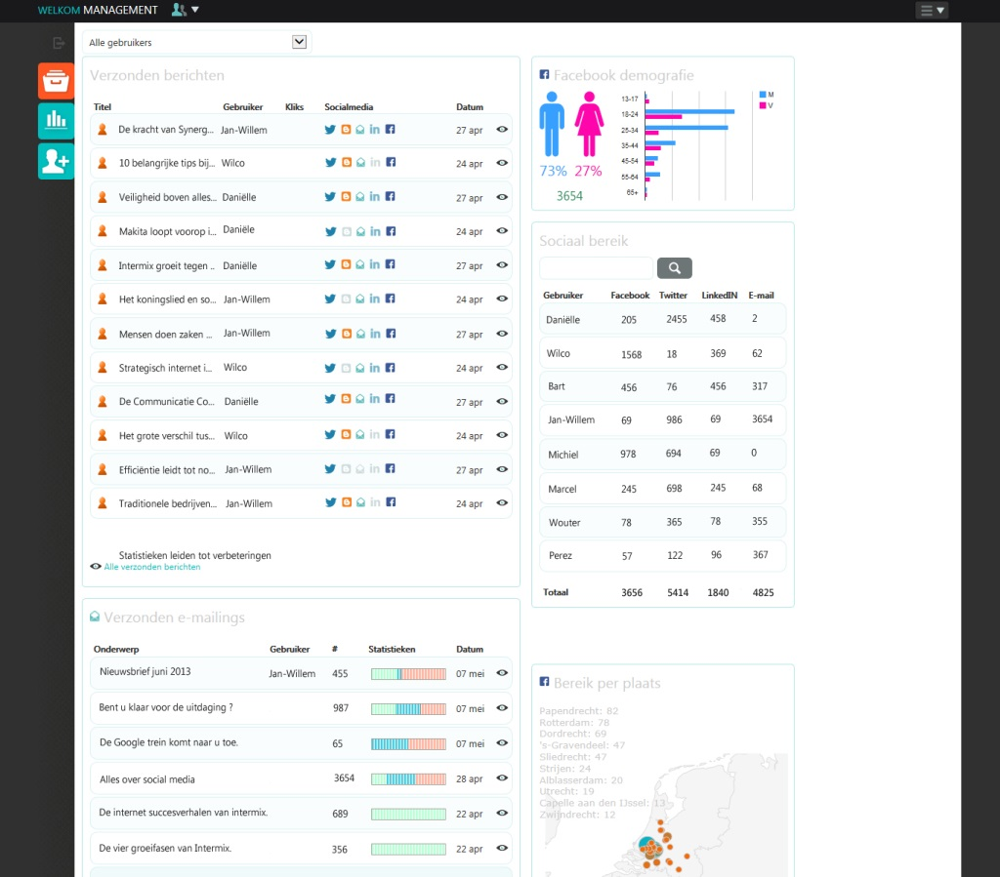 WELKOM MANAGEMENT
Alle gebruikers
Verzonden berichten
Titel Gebruiker Kliks Socialmedia Datum
De kracht van Synerg... Jan-Willem 27 apr
10 belangrijke tips bij... Wilco 24 apr
Veiligheid boven alles... Daniëlle 27 apr
Makita loopt voorop i... Daniële 24 apr
Intermix groeit tegen .. Daniëlle 27 apr
Het koningslied en so... Jan-Willem 24 apr
Mensen doen zaken ... Jan-Willem 27 apr
Strategisch internet i... Wilco 24 apr
De Communicatie Co... Daniëlle 27 apr
Het grote verschil tus... Wilco 24 apr
Efficiëntie leidt tot no... Jan-Willem 27 apr
Traditionele bedrijven... Jan-Willem 24 apr
Statistieken leiden tot verbeteringen
Alle verzonden berichten
Verzonden e-mailings
Onderwerp Gebruiker # Statistieken Datum
Nieuwsbrief juni 2013 Jan-Willem 455 07 mei
Bent u klaar voor de uitdaging ? 987 07 mei
De Google trein komt naar u toe. 65 07 mei
Alles over social media 3654 28 apr
De internet succesverhalen van intermix. 689 22 apr
De vier groeifasen van Intermix. 356 22 apr
Facebook demografie
13-17
18-24
25-34
35-44
45-54
55-64
65+
M
V
73% 27%
3654
Sociaal bereik
Gebruiker Facebook Twitter LinkedIN E-mail
Daniëlle 205 2455 458 2
Wilco 1568 18 369 62
Bart 456 76 456 317
Jan-Willem 69 986 69 3654
Michiel 978 694 69 0
Marcel 245 698 245 68
Wouter 78 365 78 355
Perez 57 122 96 367
Totaal 3656 5414 1840 4825
Bereik per plaats
Papendrecht: 82
Rotterdam: 78
Dordrecht: 69
's-Gravendeel: 47
Sliedrecht: 47
Strijen: 24
Alblasserdam: 20
Utrecht: 19
Capelle aan den IJssel: 13
Zwijndrecht: 12